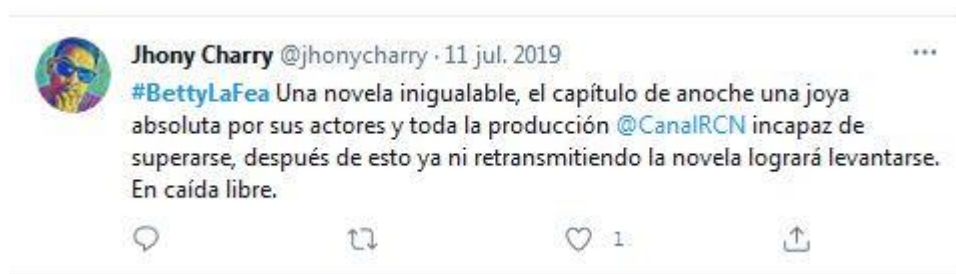 Jhony Charry @jhonycharry · 11 jul. 2019
#BettyLaFea Una novela inigualable, el capítulo de anoche una joya
absoluta por sus actores y toda la producción @CanalRCN incapaz de
superarse, después de esto ya ni retransmitiendo la novela logrará levantarse.
En caída libre.
1